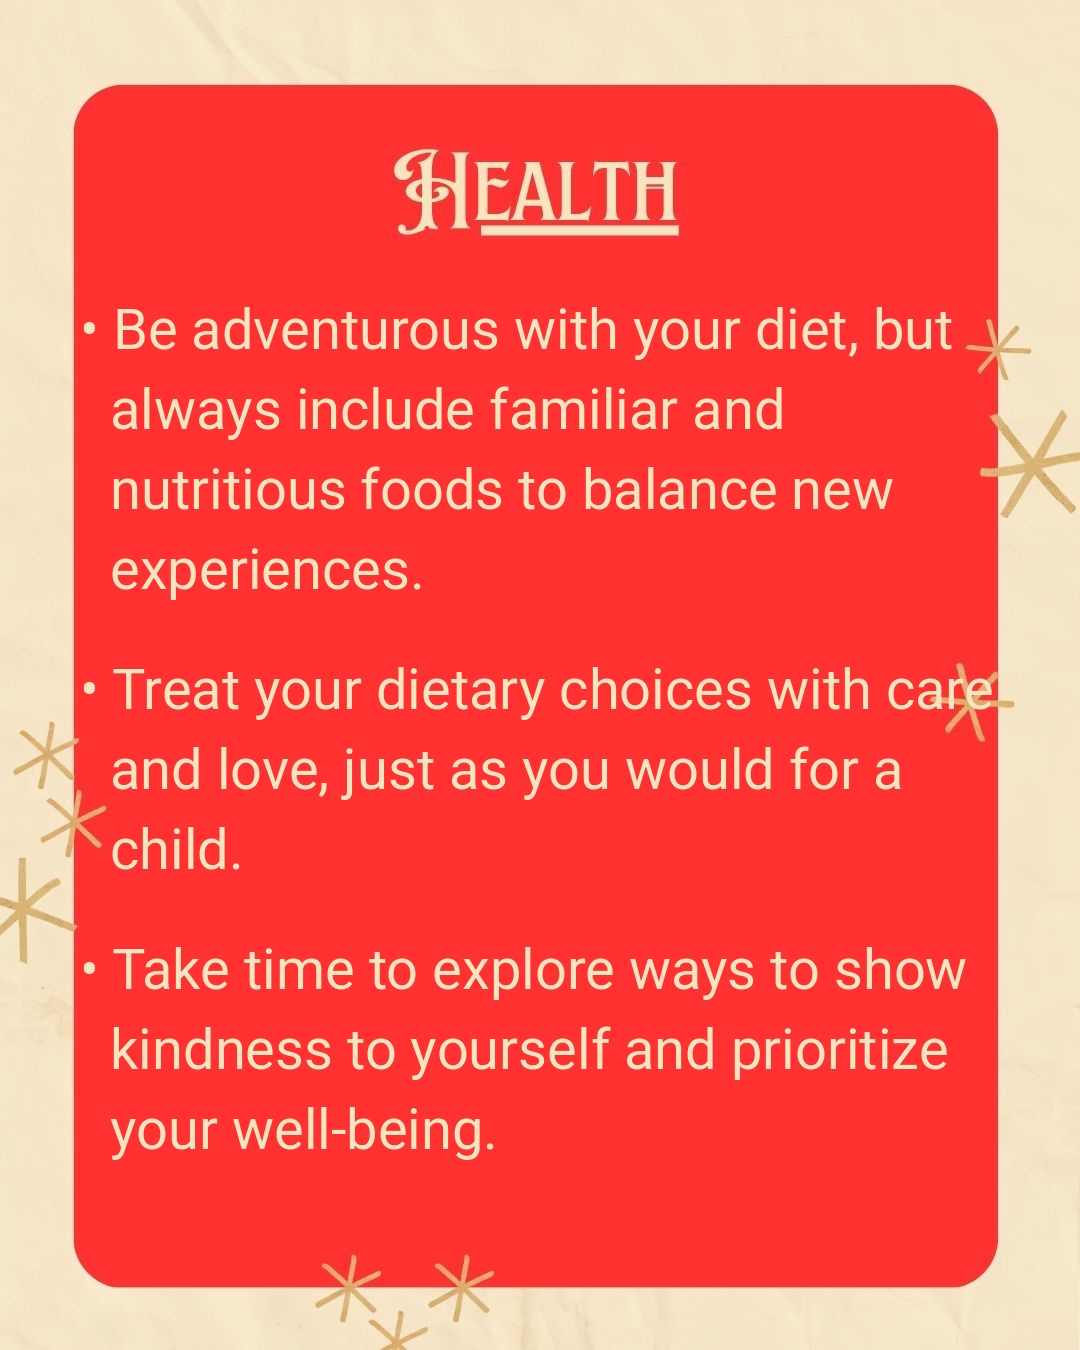 Health
• Be adventurous with your diet, but
always include familiar and
nutritious foods to balance new
experiences.
• Treat your dietary choices with care
and love, just as you would for a
child.
• Take time to explore ways to show
kindness to yourself and prioritize
your well-being.